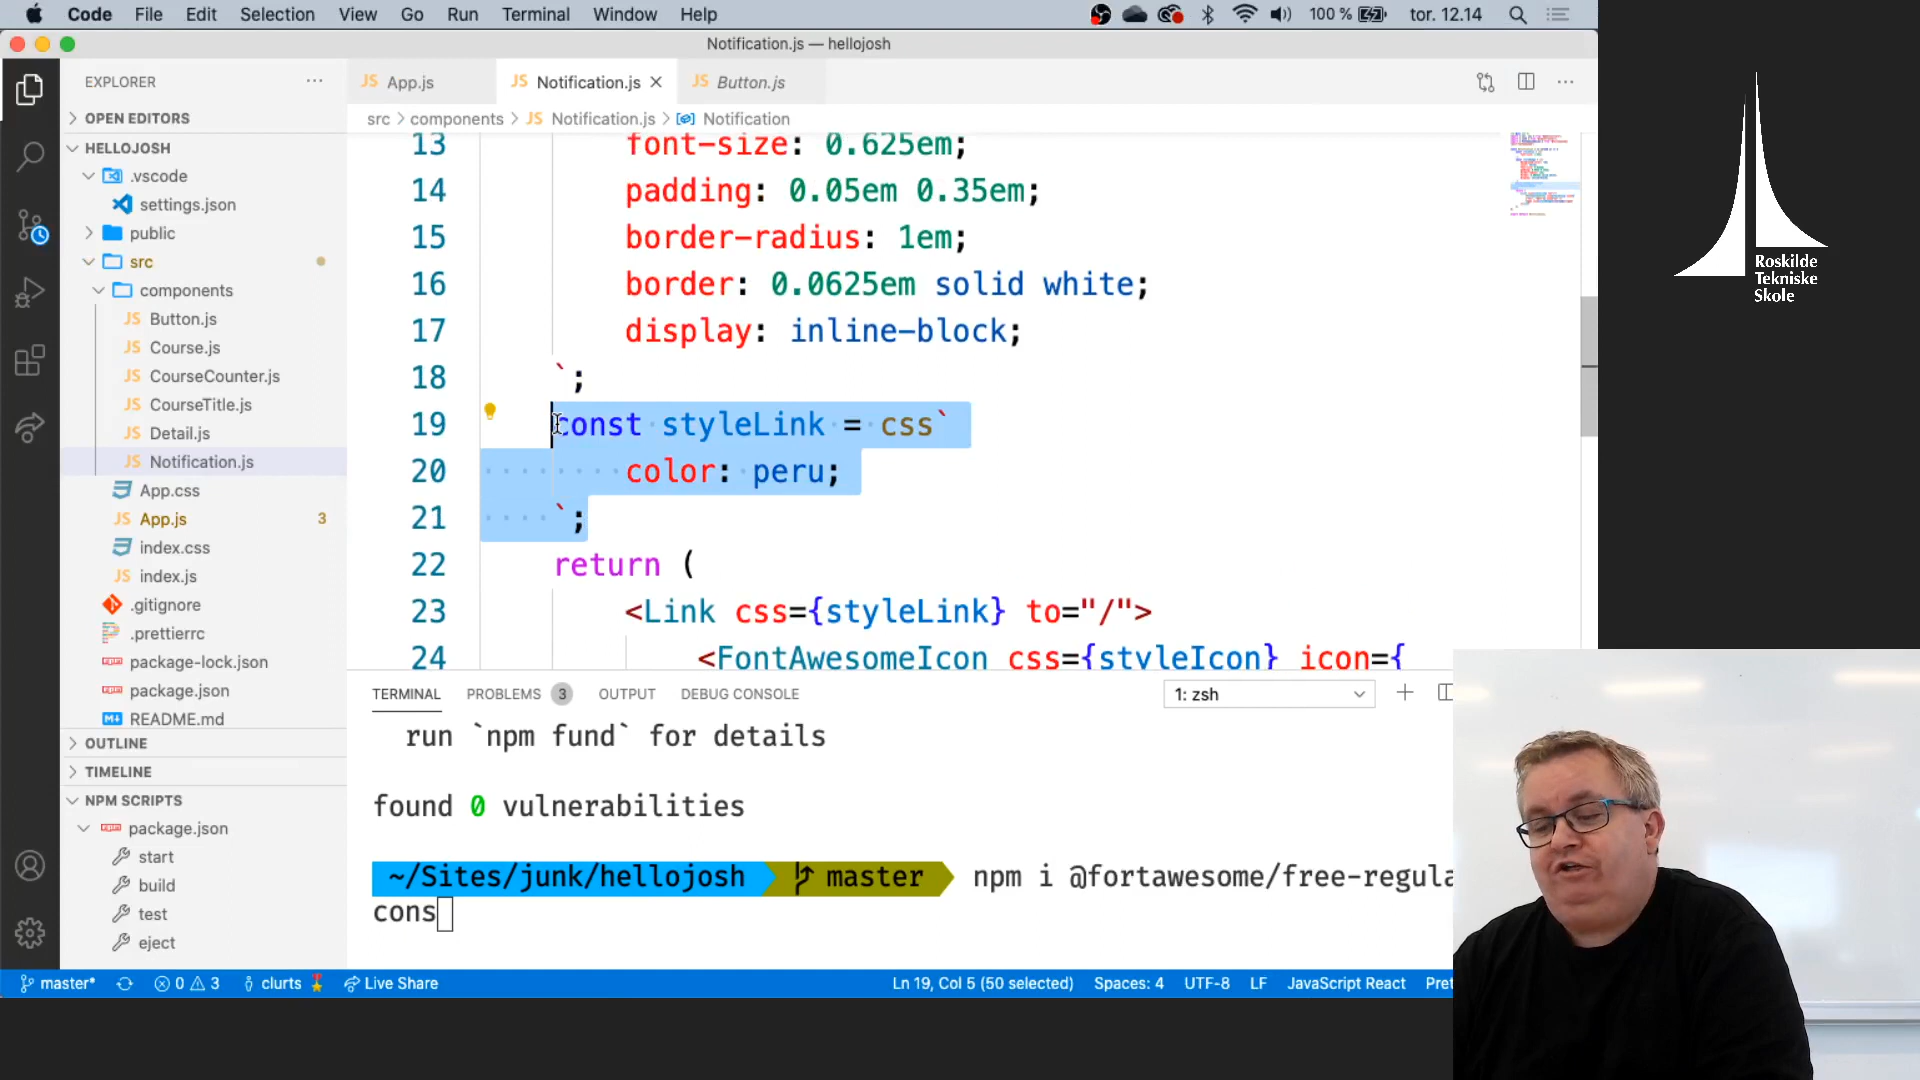 Code File Edit Selection View Go Run Terminal Window Help 100 % tor. 12.14
Notification.js — hellojosh
EXPLORER
OPEN EDITORS
HELLOJOSH
.vscode
settings.json
public
src
components
JS Button.js
JS Course.js
JS CourseCounter.js
JS CourseTitle.js
JS Detail.js
JS Notification.js
App.css
JS App.js 3
index.css
JS index.js
.gitignore
.prettierrc
package-lock.json
package.json
README.md
OUTLINE
TIMELINE
NPM SCRIPTS
package.json
start
build
test
eject
JS App.js JS Notification.js JS Button.js
src > components > JS Notification.js > Notification
13 font-size: 0.625em;
14 padding: 0.05em 0.35em;
15 border-radius: 1em;
16 border: 0.0625em solid white;
17 display: inline-block;
18 `;
19 const styleLink = css`
20 color: peru;
21 `;
22 return (
23 <Link css={styleLink} to="/">
24 <FontAwesomeIcon css={styleIcon} icon={
TERMINAL PROBLEMS 3 OUTPUT DEBUG CONSOLE 1: zsh
run `npm fund` for details
found 0 vulnerabilities
~/Sites/junk/hellojosh master npm i @fortawesome/free-regula
cons
master* 0 3 clurts Live Share Ln 19, Col 5 (50 selected) Spaces: 4 UTF-8 LF JavaScript React Pret
Roskilde
Tekniske
Skole